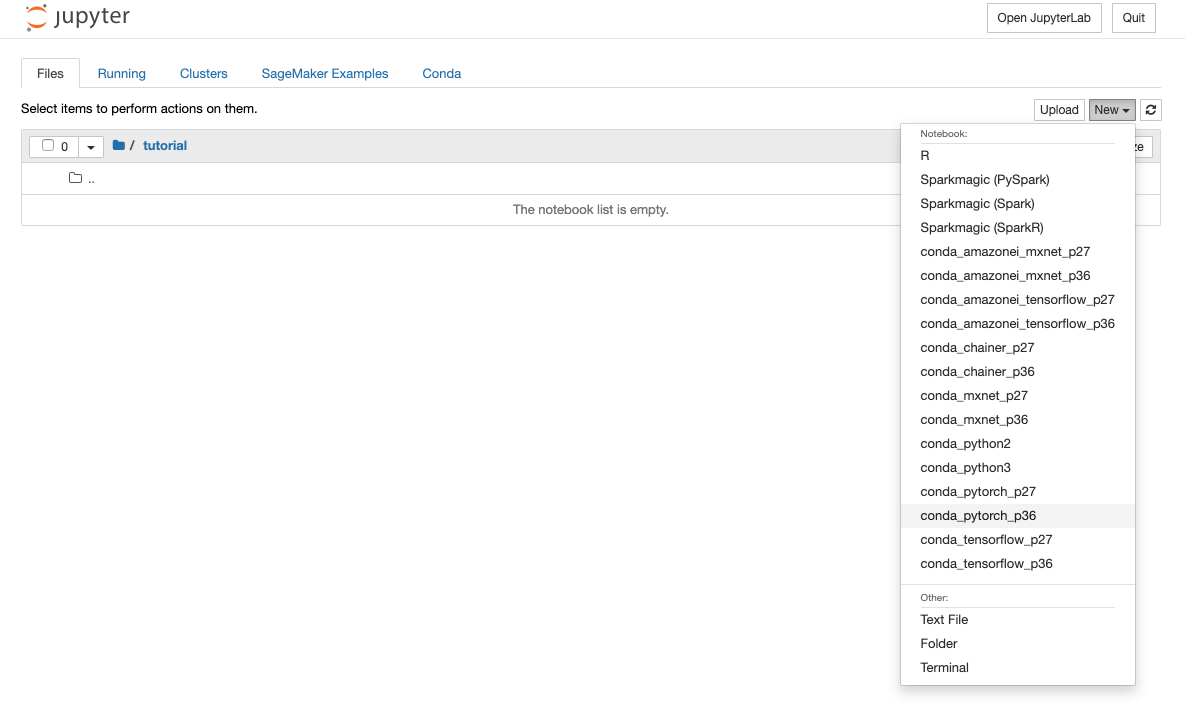 jupyter
Open JupyterLab Quit
Files Running Clusters SageMaker Examples Conda
Select items to perform actions on them.
Upload New
0 / tutorial
ze
..
The notebook list is empty.
Notebook:
R
Sparkmagic (PySpark)
Sparkmagic (Spark)
Sparkmagic (SparkR)
conda_amazonei_mxnet_p27
conda_amazonei_mxnet_p36
conda_amazonei_tensorflow_p27
conda_amazonei_tensorflow_p36
conda_chainer_p27
conda_chainer_p36
conda_mxnet_p27
conda_mxnet_p36
conda_python2
conda_python3
conda_pytorch_p27
conda_pytorch_p36
conda_tensorflow_p27
conda_tensorflow_p36
Other:
Text File
Folder
Terminal